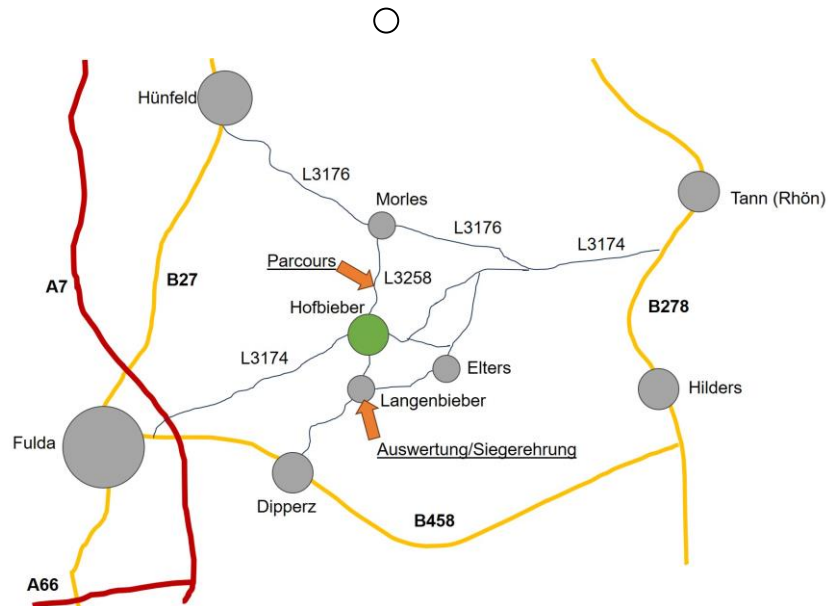 Hünfeld
L3176
Morles
Tann (Rhön)
L3176
L3174
Parcours
A7
B27
L3258
Hofbieber
B278
L3174
Elters
Hilders
Langenbieber
Fulda
Auswertung/Siegerehrung
Dipperz
B458
A66